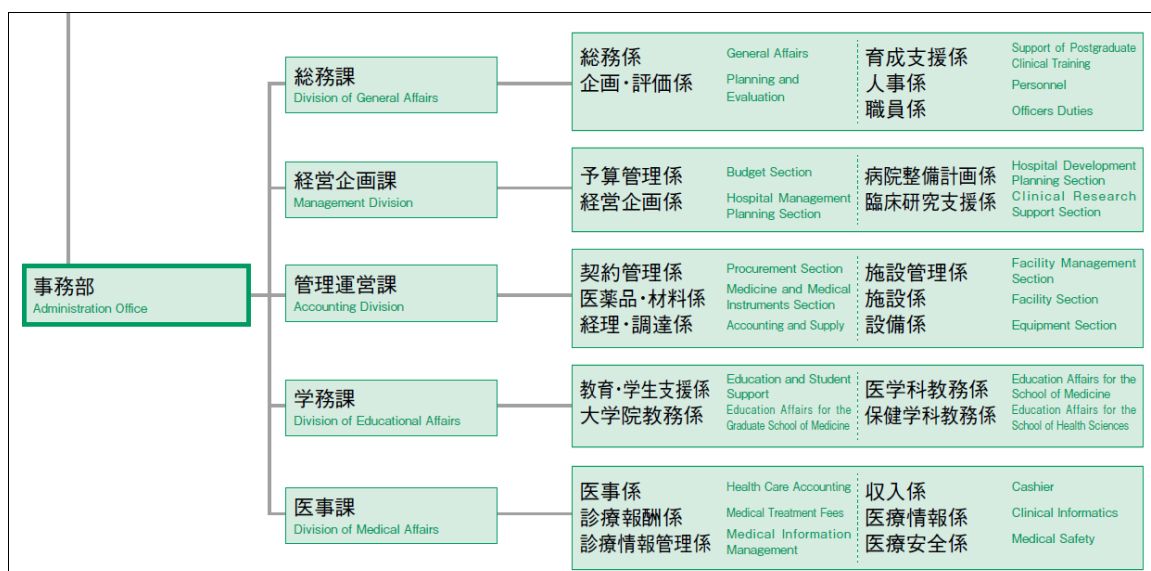 事務部
Administration Office
総務課
Division of General Affairs
総務係 General Affairs
企画・評価係 Planning and
Evaluation
育成支援係 Support of Postgraduate
Clinical Training
人事係 Personnel
職員係 Officers Duties
経営企画課
Management Division
予算管理係 Budget Section
経営企画係 Hospital Management
Planning Section
病院整備計画係 Hospital Development
Planning Section
臨床研究支援係 Clinical Research
Support Section
管理運営課
Accounting Division
契約管理係 Procurement Section
医薬品・材料係 Medicine and Medical
Instruments Section
経理・調達係 Accounting and Supply
施設管理係 Facility Management
Section
施設係 Facility Section
設備係 Equipment Section
学務課
Division of Educational Affairs
教育・学生支援係 Education and Student
Support
大学院教務係 Education Affairs for the
Graduate School of Medicine
医学科教務係 Education Affairs for the
School of Medicine
保健学科教務係 Education Affairs for the
School of Health Sciences
医事課
Division of Medical Affairs
医事係 Health Care Accounting
診療報酬係 Medical Treatment Fees
診療情報管理係 Medical Information
Management
収入係 Cashier
医療情報係 Clinical Informatics
医療安全係 Medical Safety